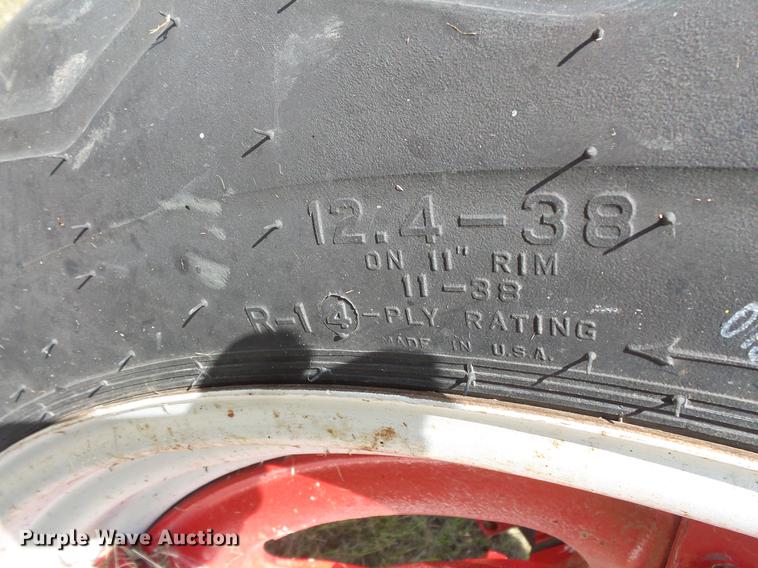 12.4-38
ON 11" RIM
11-38
R-1 4-PLY RATING
MADE IN U.S.A.
Purple Wave Auction